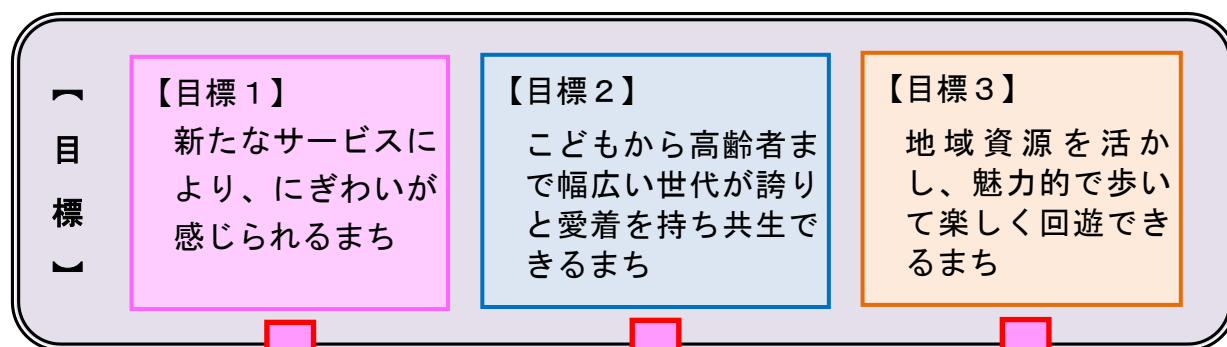 【目標】
【目標１】
新たなサービスに
より、にぎわいが
感じられるまち
【目標２】
こどもから高齢者ま
で幅広い世代が誇り
と愛着を持ち共生で
きるまち
【目標３】
地域資源を活か
し、魅力的で歩い
て楽しく回遊でき
るまち